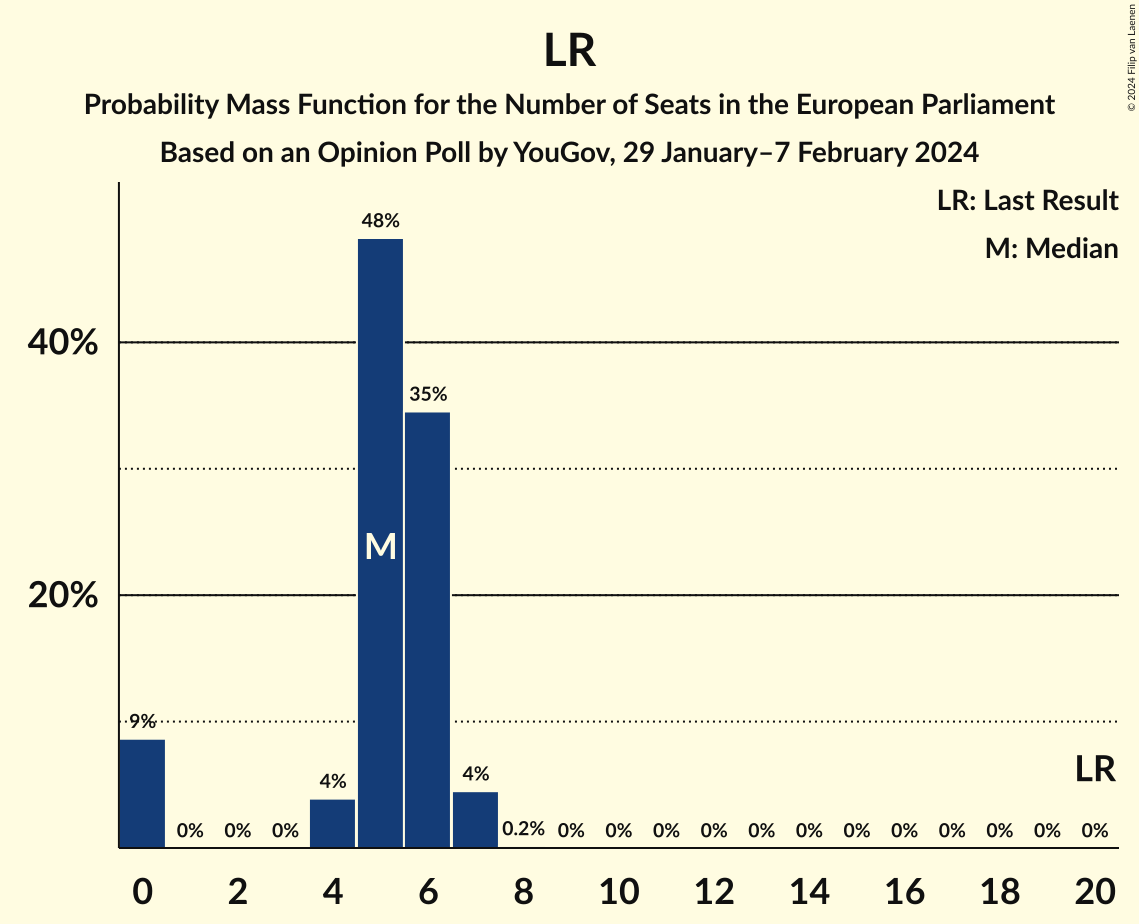 © 2024 Filip van Laenen
LR
Probability Mass Function for the Number of Seats in the European Parliament
Based on an Opinion Poll by YouGov, 29 January–7 February 2024
LR: Last Result
M: Median
48%
40%
35%
M
20%
9%
LR
4%
4%
0% 0% 0% 0.2% 0% 0% 0% 0% 0% 0% 0% 0% 0% 0% 0% 0%
0 2 4 6 8 10 12 14 16 18 20